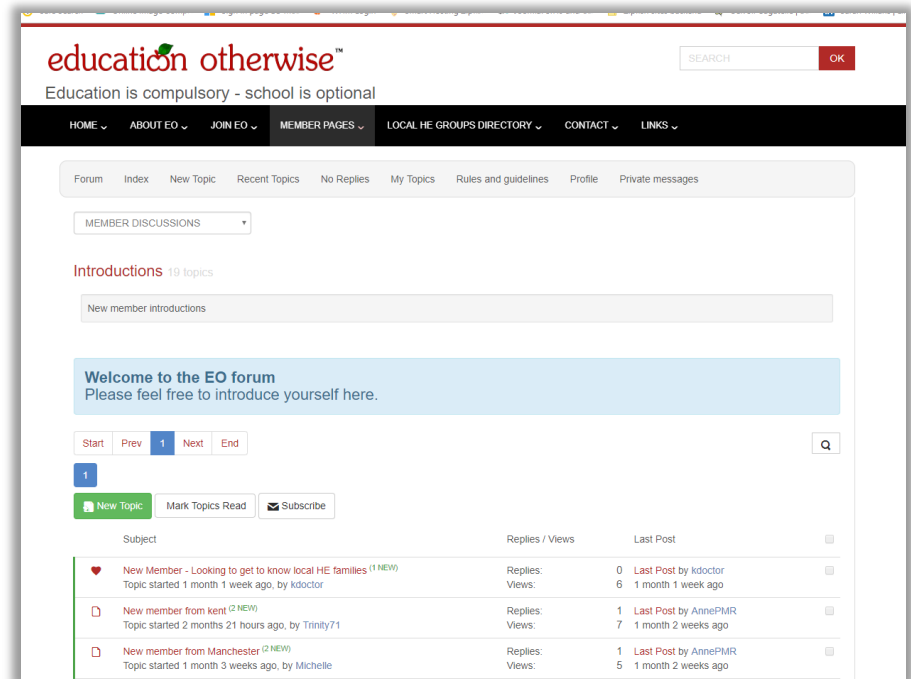 education otherwise™
SEARCH
OK
Education is compulsory - school is optional
HOME ABOUT EO JOIN EO MEMBER PAGES LOCAL HE GROUPS DIRECTORY CONTACT LINKS
Forum Index New Topic Recent Topics No Replies My Topics Rules and guidelines Profile Private messages
MEMBER DISCUSSIONS
Introductions 19 topics
New member introductions
Welcome to the EO forum
Please feel free to introduce yourself here.
Start Prev 1 Next End
1
New Topic Mark Topics Read Subscribe
Subject Replies / Views Last Post
New Member - Looking to get to know local HE families (1 NEW) Replies: 0 Last Post by kdoctor
Topic started 1 month 1 week ago, by kdoctor Views: 6 1 month 1 week ago
New member from kent (2 NEW) Replies: 1 Last Post by AnnePMR
Topic started 2 months 21 hours ago, by Trinity71 Views: 7 1 month 2 weeks ago
New member from Manchester (2 NEW) Replies: 1 Last Post by AnnePMR
Topic started 1 month 3 weeks ago, by Michelle Views: 5 1 month 2 weeks ago